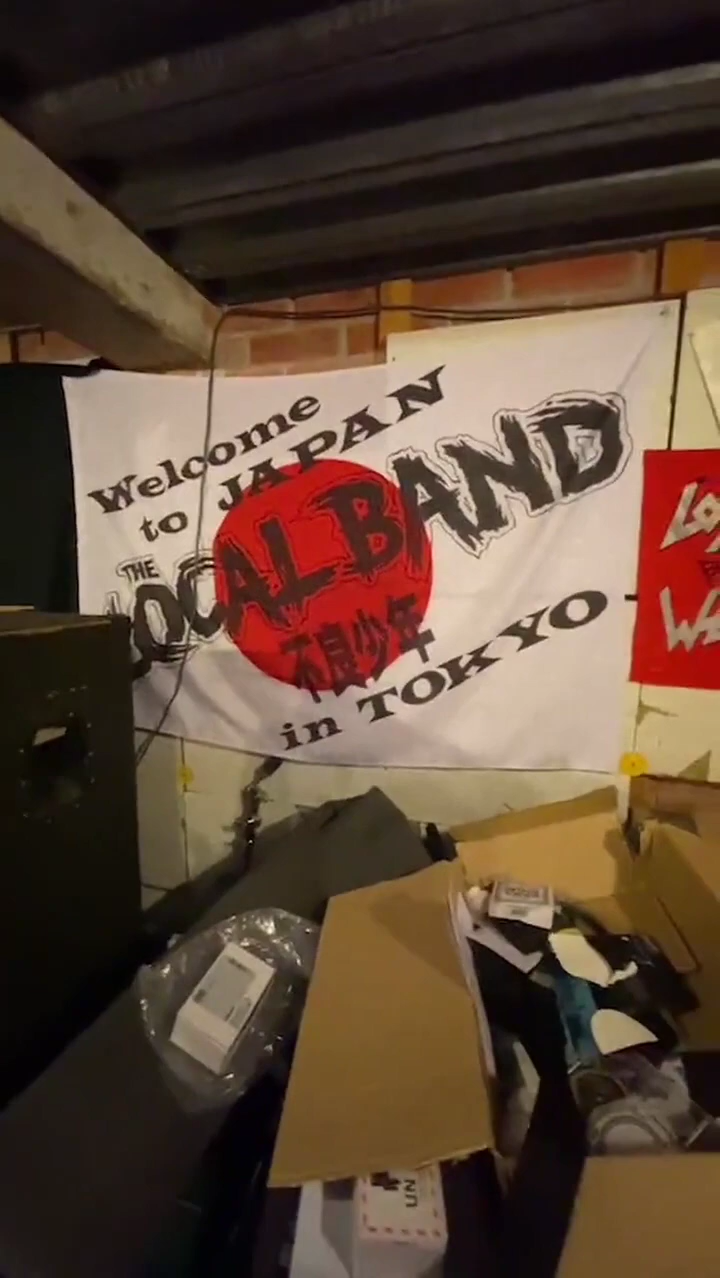 Welcome
to JAPAN
THE
LOCAL BAND
不良少年
in TOKYO